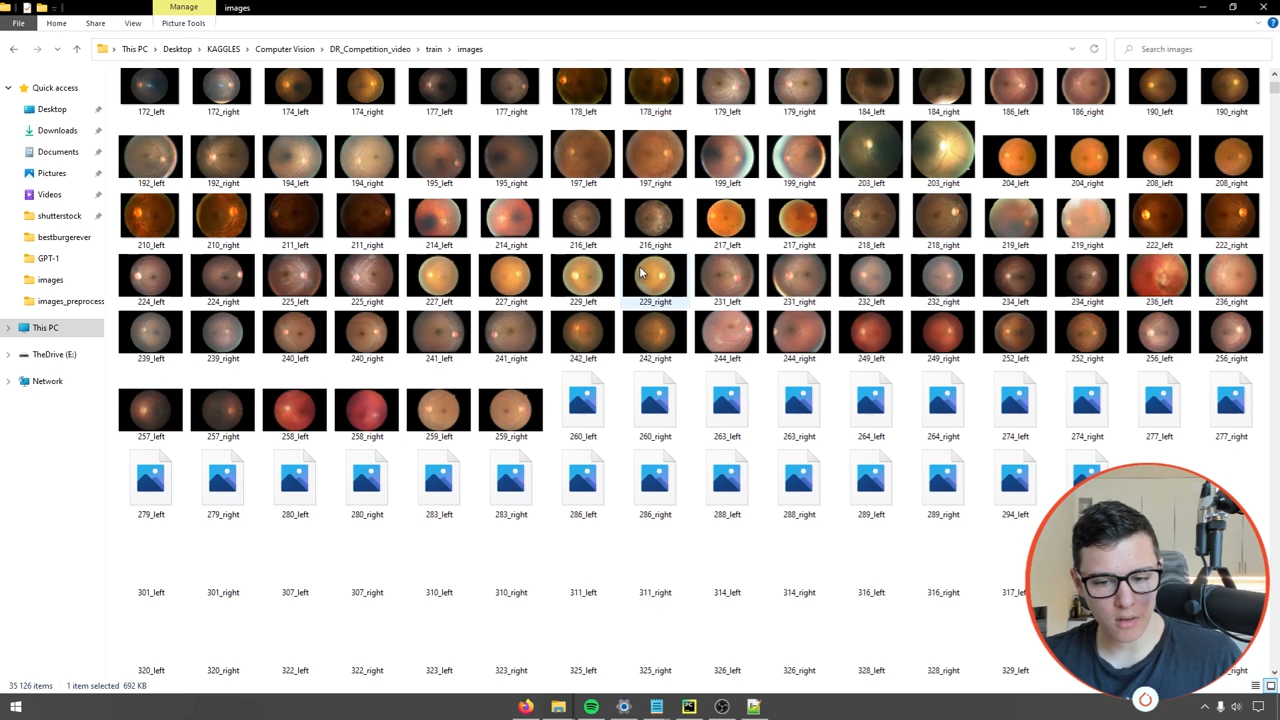 Manage
images
File
Home
Share
View
Picture Tools
This PC
Desktop
KAGGLES
Computer Vision
DR_Competition_video
train
images
Search images
Quick access
Desktop
Downloads
Documents
Pictures
Videos
shutterstock
bestburgerever
GPT-1
images
images_preprocess
This PC
TheDrive (E:)
Network
172_left 172_right 174_left 174_right 177_left 177_right 178_left 178_right 179_left 179_right 184_left 184_right 186_left 186_right 190_left 190_right
192_left 192_right 194_left 194_right 195_left 195_right 197_left 197_right 199_left 199_right 203_left 203_right 204_left 204_right 208_left 208_right
210_left 210_right 211_left 211_right 214_left 214_right 216_left 216_right 217_left 217_right 218_left 218_right 219_left 219_right 222_left 222_right
224_left 224_right 225_left 225_right 227_left 227_right 229_left 229_right 231_left 231_right 232_left 232_right 234_left 234_right 236_left 236_right
239_left 239_right 240_left 240_right 241_left 241_right 242_left 242_right 244_left 244_right 249_left 249_right 252_left 252_right 256_left 256_right
257_left 257_right 258_left 258_right 259_left 259_right 260_left 260_right 263_left 263_right 264_left 264_right 274_left 274_right 277_left 277_right
279_left 279_right 280_left 280_right 283_left 283_right 286_left 286_right 288_left 288_right 289_left 289_right 294_left
301_left 301_right 307_left 307_right 310_left 310_right 311_left 311_right 314_left 314_right 316_left 316_right 317_l
320_left 320_right 322_left 322_right 323_left 323_right 325_left 325_right 326_left 326_right 328_left 328_right 329_l
35 126 items
1 item selected 692 KB